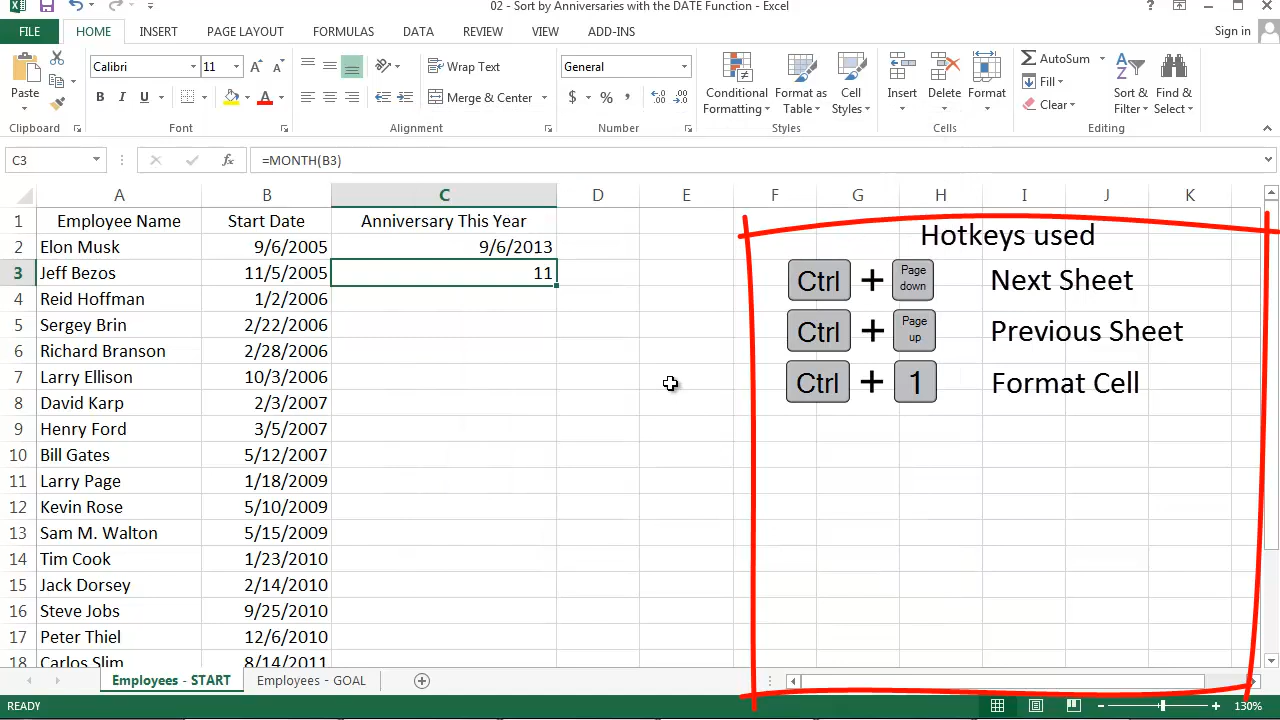 02 - Sort by Anniversaries with the DATE Function - Excel
FILE HOME INSERT PAGE LAYOUT FORMULAS DATA REVIEW VIEW ADD-INS Sign in
Calibri 11 Wrap Text General AutoSum
Paste B I U Merge & Center $ % , Conditional Formatting Format as Table Cell Styles Insert Delete Format Fill Clear Sort & Filter Find & Select
Clipboard Font Alignment Number Styles Cells Editing
C3 fx =MONTH(B3)
A B C D E F G H I J K
1 Employee Name Start Date Anniversary This Year
2 Elon Musk 9/6/2005 9/6/2013
3 Jeff Bezos 11/5/2005 11
4 Reid Hoffman 1/2/2006
5 Sergey Brin 2/22/2006
6 Richard Branson 2/28/2006
7 Larry Ellison 10/3/2006
8 David Karp 2/3/2007
9 Henry Ford 3/5/2007
10 Bill Gates 5/12/2007
11 Larry Page 1/18/2009
12 Kevin Rose 5/10/2009
13 Sam M. Walton 5/15/2009
14 Tim Cook 1/23/2010
15 Jack Dorsey 2/14/2010
16 Steve Jobs 9/25/2010
17 Peter Thiel 12/6/2010
18 Carlos Slim 8/14/2011
Hotkeys used
Ctrl + Page down Next Sheet
Ctrl + Page up Previous Sheet
Ctrl + 1 Format Cell
Employees - START Employees - GOAL
READY 130%